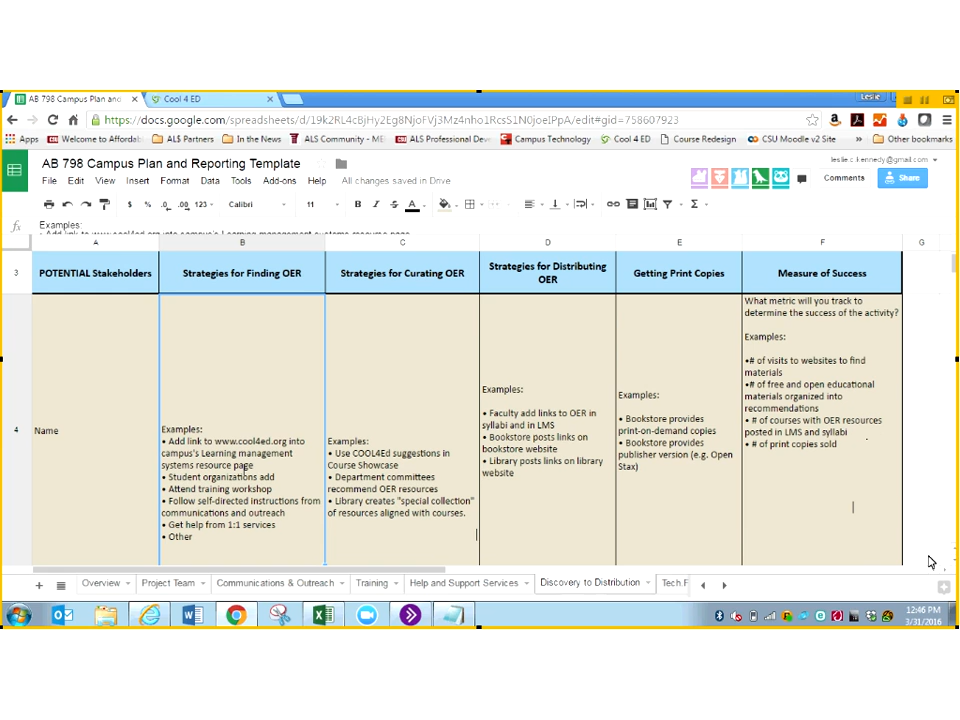 AB 798 Campus Plan and
Cool 4 ED
Leslie
https://docs.google.com/spreadsheets/d/19k2RL4cBjHy2Eg8NjoFVj3Mz4nho1RcsS1N0joeIPpA/edit#gid=758607923
Apps
Welcome to Affordab
ALS Partners
In the News
ALS Community - ME
ALS Professional Dev
Campus Technology
Cool 4 ED
Course Redesign
CSU Moodle v2 Site
»
Other bookmarks
AB 798 Campus Plan and Reporting Template
leslie.c.kennedy@gmail.com
File Edit View Insert Format Data Tools Add-ons Help All changes saved in Drive
Comments
Share
$ % .0 .00 123 Calibri 11 B I S A
fx Examples:
A B C D E F G
3 POTENTIAL Stakeholders
Strategies for Finding OER
Strategies for Curating OER
Strategies for Distributing
OER
Getting Print Copies
Measure of Success
4 Name
Examples:
• Add link to www.cool4ed.org into
campus's Learning management
systems resource page
• Student organizations add
• Attend training workshop
• Follow self-directed instructions from
communications and outreach
• Get help from 1:1 services
• Other
Examples:
• Use COOL4Ed suggestions in
Course Showcase
• Department committees
recommend OER resources
• Library creates "special collection"
of resources aligned with courses.
Examples:
• Faculty add links to OER in
syllabi and in LMS
• Bookstore posts links on
bookstore website
• Library posts links on library
website
Examples:
• Bookstore provides
print-on-demand copies
• Bookstore provides
publisher version (e.g. Open
Stax)
What metric will you track to
determine the success of the activity?
Examples:
•# of visits to websites to find
materials
•# of free and open educational
materials organized into
recommendations
• # of courses with OER resources
posted in LMS and syllabi
• # of print copies sold
+ Overview Project Team Communications & Outreach Training Help and Support Services Discovery to Distribution Tech F
12:46 PM
3/31/2016